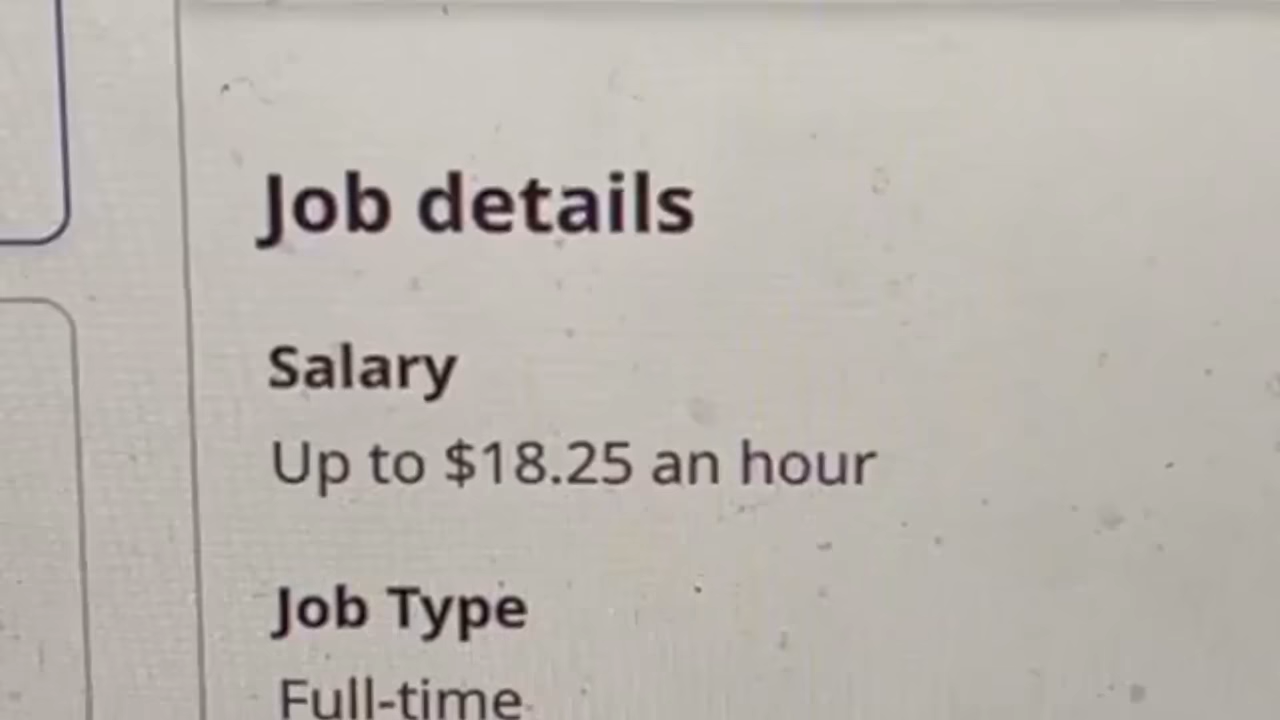 Job details
Salary
Up to $18.25 an hour
Job Type
Full-time